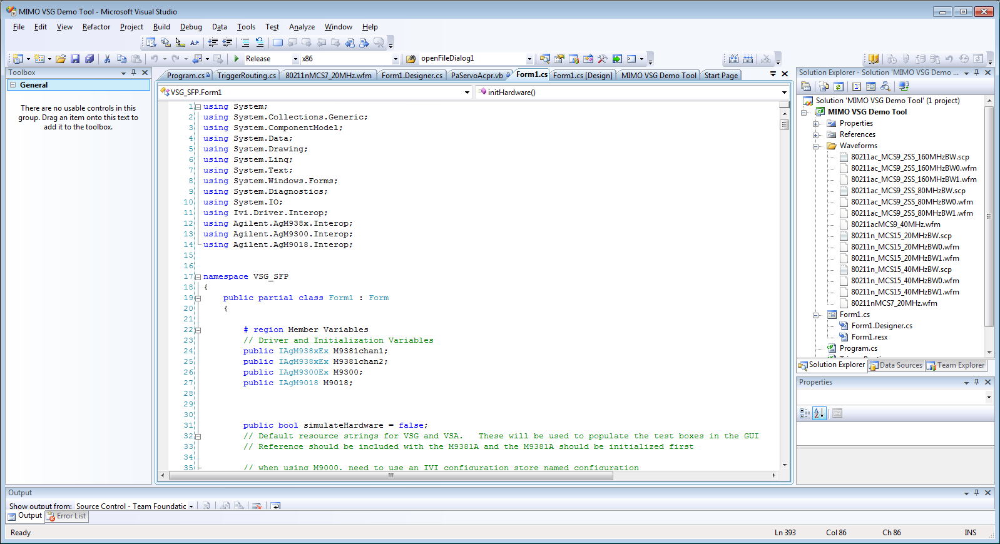 MIMO VSG Demo Tool - Microsoft Visual Studio
File Edit View Refactor Project Build Debug Data Tools Test Analyze Window Help
Release x86 openFileDialog1
Toolbox
General
There are no usable controls in this
group. Drag an item onto this text to
add it to the toolbox.
Program.cs TriggerRouting.cs 80211nMCS7_20MHz.wfm Form1.Designer.cs PaServoAcpr.vb Form1.cs Form1.cs [Design] MIMO VSG Demo Tool Start Page
VSG_SFP.Form1 initHardware()
1 using System;
2 using System.Collections.Generic;
3 using System.ComponentModel;
4 using System.Data;
5 using System.Drawing;
6 using System.Linq;
7 using System.Text;
8 using System.Windows.Forms;
9 using System.Diagnostics;
10 using System.IO;
11 using Ivi.Driver.Interop;
12 using Agilent.AgM938x.Interop;
13 using Agilent.AgM9300.Interop;
14 using Agilent.AgM9018.Interop;
15
16
17 namespace VSG_SFP
18 {
19 public partial class Form1 : Form
20 {
21
22 # region Member Variables
23 // Driver and Initialization Variables
24 public IAgM938xEx M9381chan1;
25 public IAgM938xEx M9381chan2;
26 public IAgM9300Ex M9300;
27 public IAgM9018 M9018;
28
29
30
31 public bool simulateHardware = false;
32 // Default resource strings for VSG and VSA. These will be used to populate the test boxes in the GUI
33 // Reference should be included with the M9381A and the M9381A should be initialized first
34
35 // when using M9000, need to use an IVI configuration store named configuration
Solution Explorer - Solution 'MIMO VSG Demo ...
Solution 'MIMO VSG Demo Tool' (1 project)
MIMO VSG Demo Tool
Properties
References
Waveforms
80211ac_MCS9_2SS_160MHzBW.scp
80211ac_MCS9_2SS_160MHzBW0.wfm
80211ac_MCS9_2SS_160MHzBW1.wfm
80211ac_MCS9_2SS_80MHzBW.scp
80211ac_MCS9_2SS_80MHzBW0.wfm
80211ac_MCS9_2SS_80MHzBW1.wfm
80211acMCS9_40MHz.wfm
80211n_MCS15_20MHzBW.scp
80211n_MCS15_20MHzBW0.wfm
80211n_MCS15_20MHzBW1.wfm
80211n_MCS15_40MHzBW.scp
80211n_MCS15_40MHzBW0.wfm
80211n_MCS15_40MHzBW1.wfm
80211nMCS7_20MHz.wfm
Form1.cs
Form1.Designer.cs
Form1.resx
Program.cs
Solution Explorer Data Sources Team Explorer
Properties
Output
Show output from: Source Control - Team Foundatic
Output Error List
Ready Ln 393 Col 86 Ch 86 INS